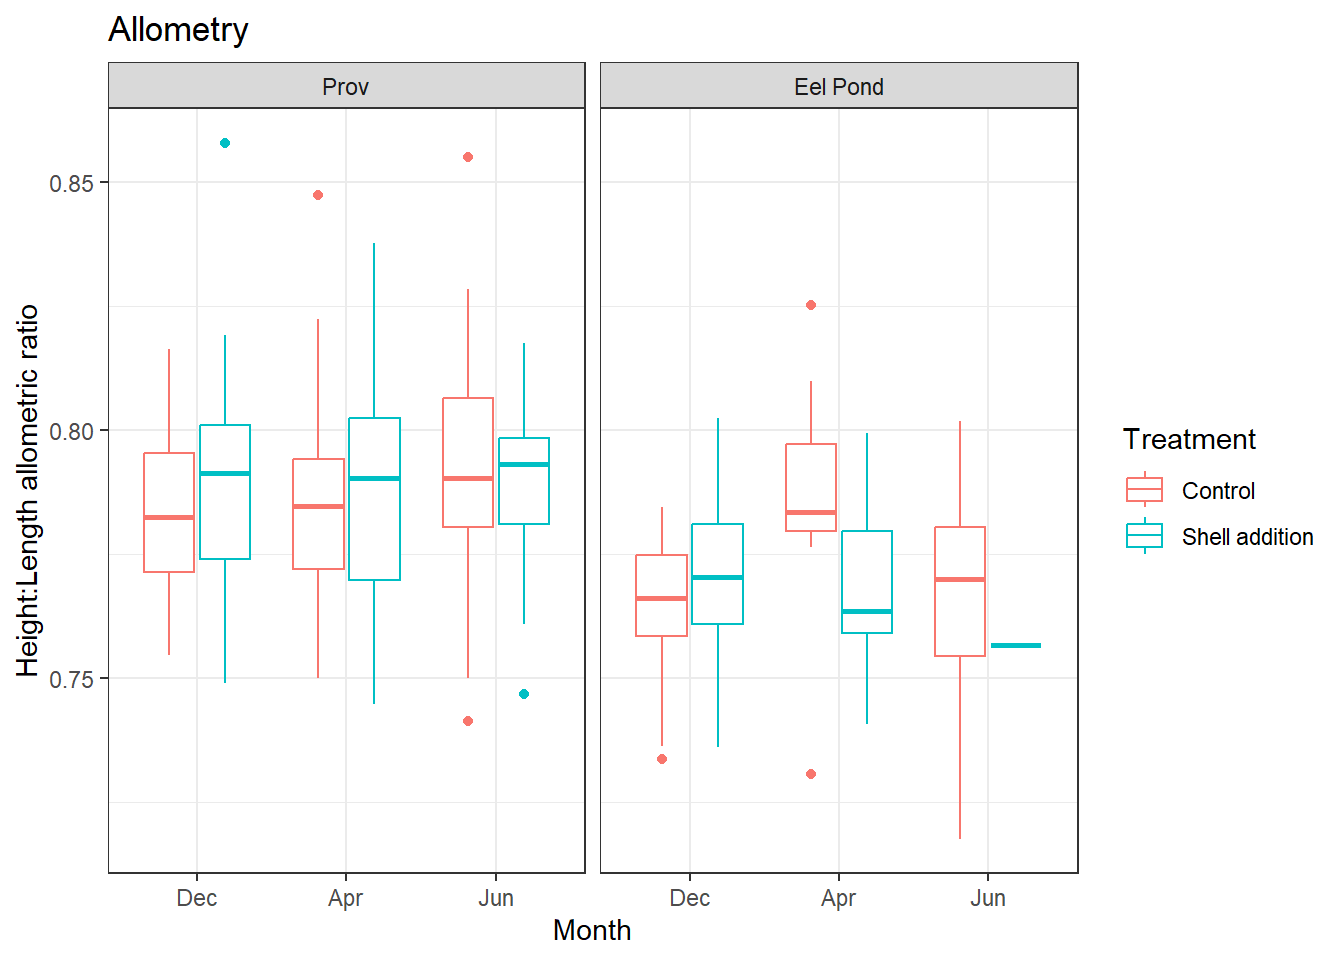 Allometry
Prov
Eel Pond
0.85
0.80
0.75
Height:Length allometric ratio
Dec
Apr
Jun
Dec
Apr
Jun
Month
Treatment
Control
Shell addition